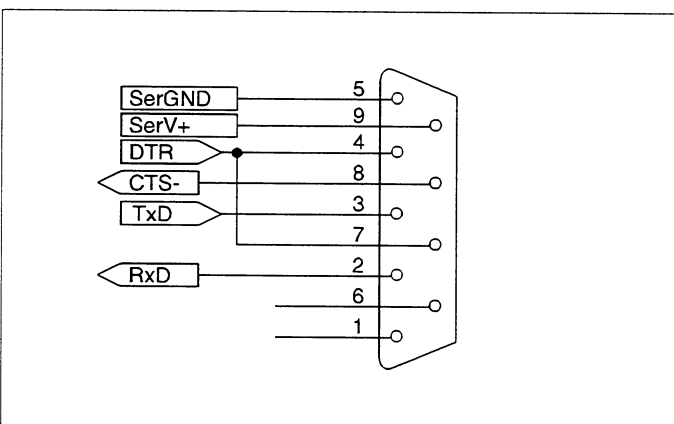 SerGND 5
SerV+ 9
DTR 4
CTS- 8
TxD 3
7
RxD 2
6
1